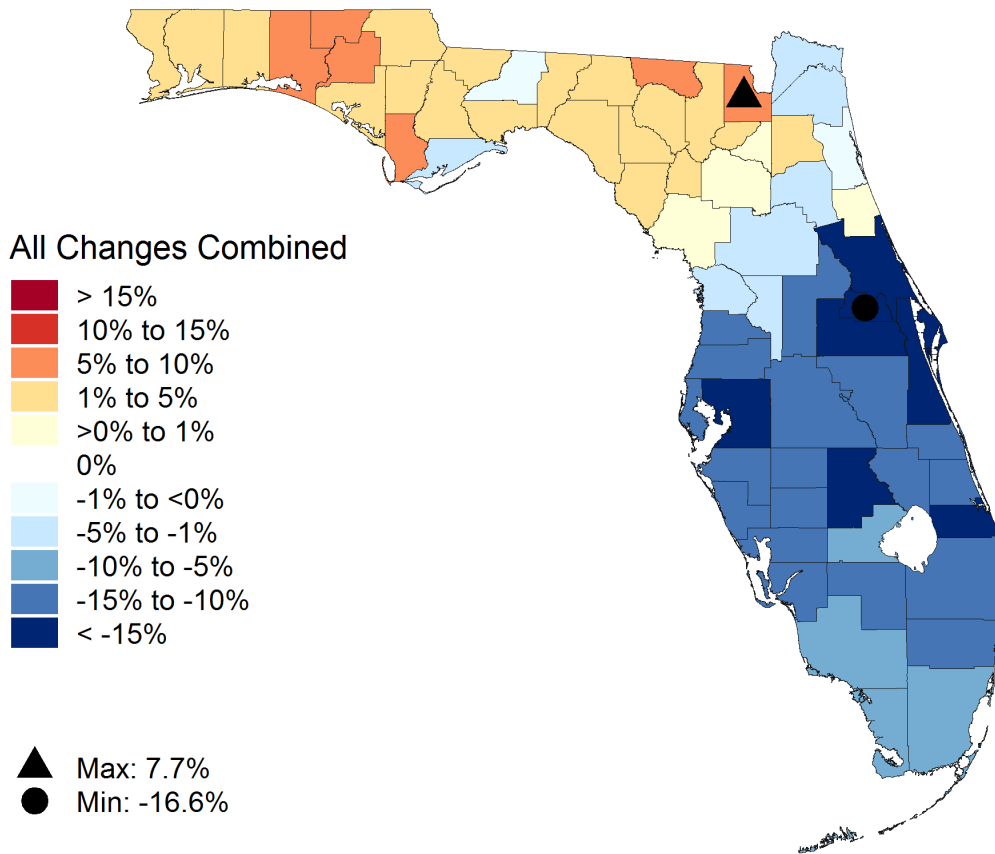 All Changes Combined
> 15%
10% to 15%
5% to 10%
1% to 5%
>0% to 1%
0%
-1% to <0%
-5% to -1%
-10% to -5%
-15% to -10%
< -15%
Max: 7.7%
Min: -16.6%